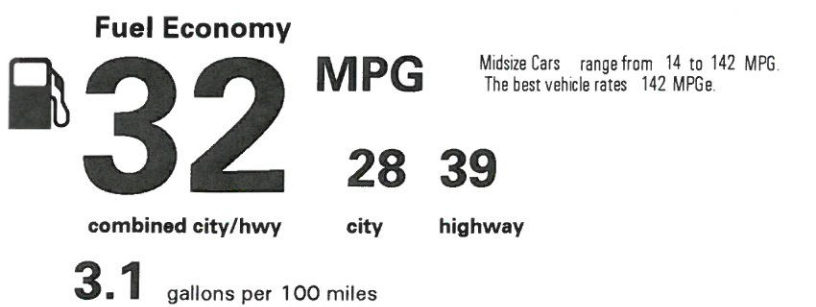 Fuel Economy
32 MPG
Midsize Cars range from 14 to 142 MPG.
The best vehicle rates 142 MPGe.
28 39
combined city/hwy city highway
3.1 gallons per 100 miles